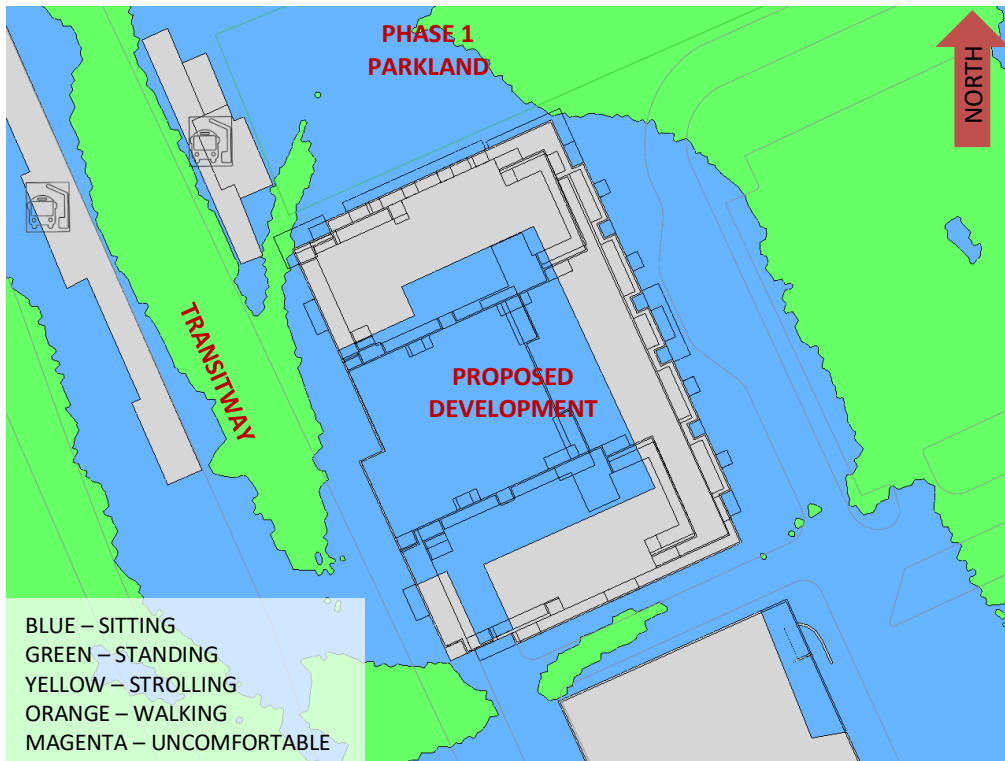 PHASE 1
PARKLAND
NORTH
TRANSITWAY
PROPOSED
DEVELOPMENT
BLUE – SITTING
GREEN – STANDING
YELLOW – STROLLING
ORANGE – WALKING
MAGENTA – UNCOMFORTABLE